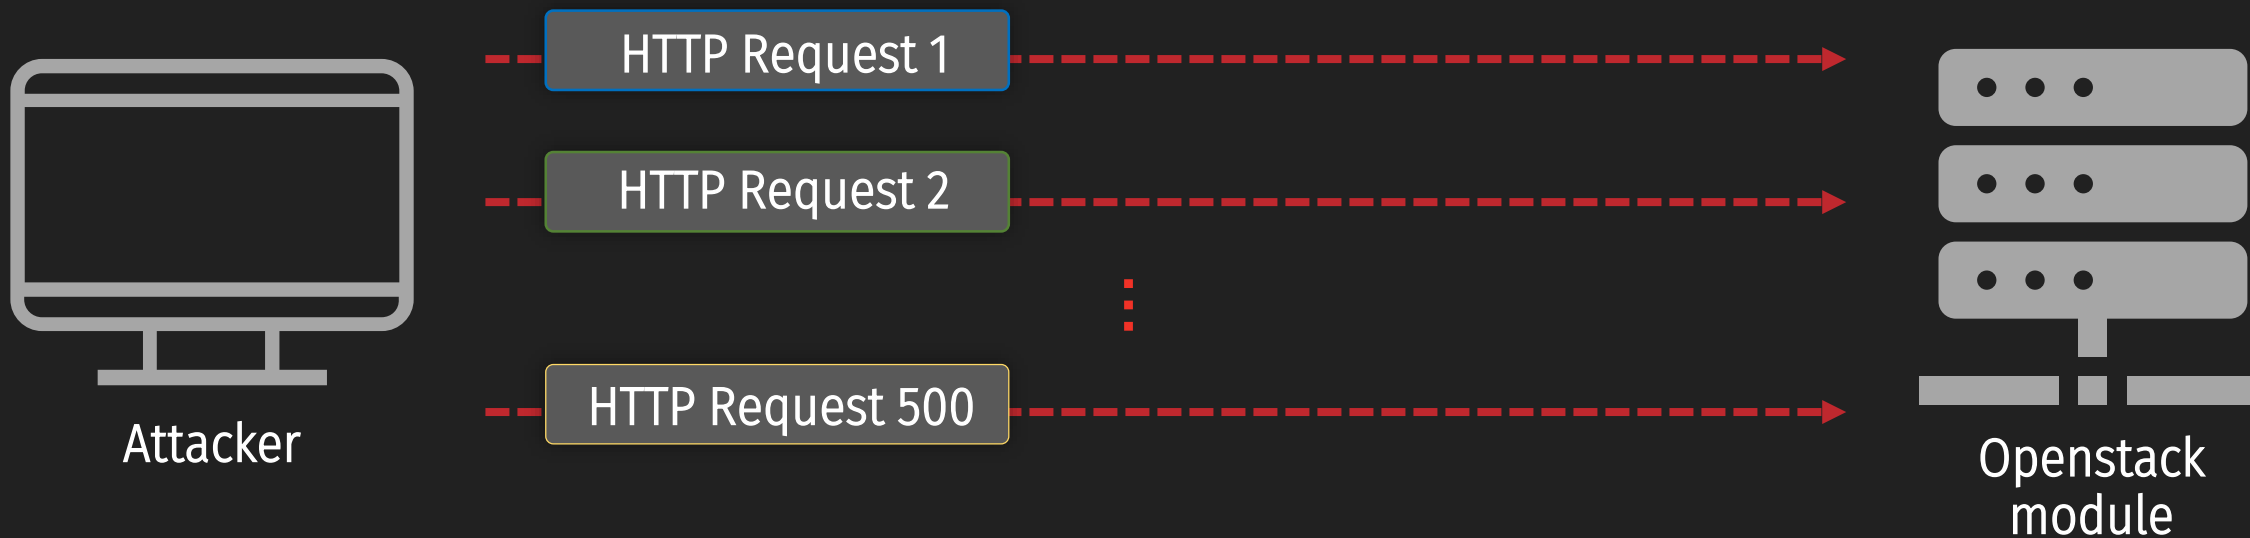 HTTP Request 1
HTTP Request 2
HTTP Request 500
Attacker
Openstack
module